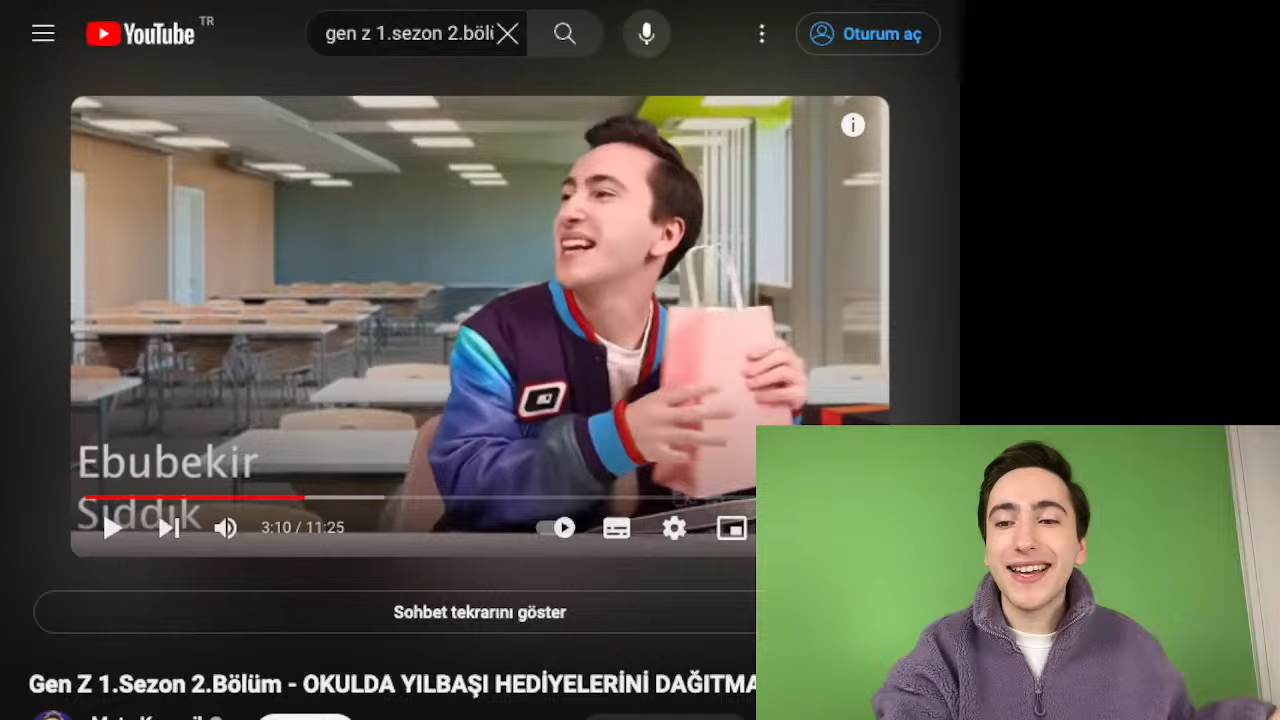 YouTube TR
gen z 1.sezon 2.böli
Oturum aç
Ebubekir
Sıddık
3:10 / 11:25
Sohbet tekrarını göster
Gen Z 1.Sezon 2.Bölüm - OKULDA YILBAŞI HEDİYELERİNİ DAĞITMA